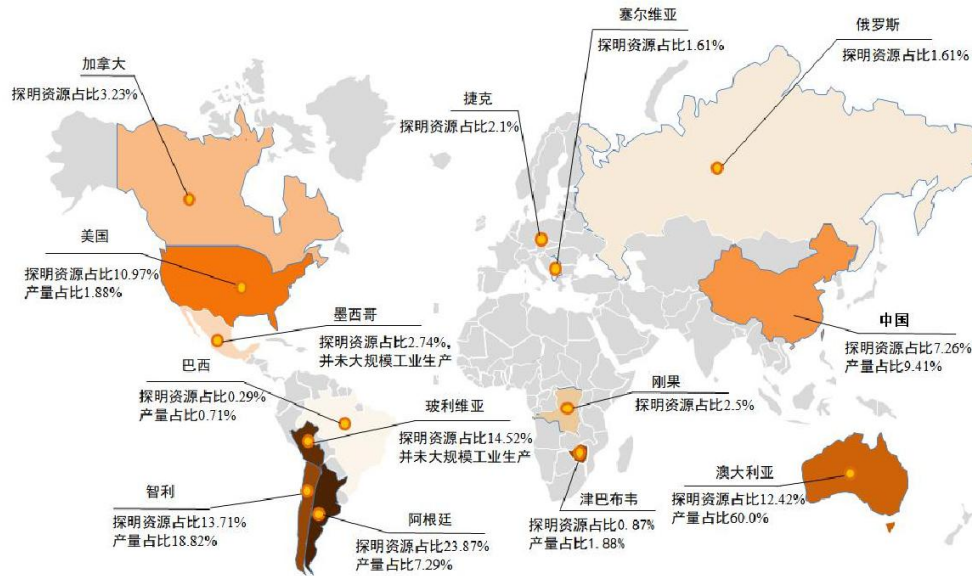 塞尔维亚
探明资源占比1.61%
俄罗斯
探明资源占比1.61%
加拿大
探明资源占比3.23%
捷克
探明资源占比2.1%
美国
探明资源占比10.97%
产量占比1.88%
墨西哥
探明资源占比2.74%，
并未大规模工业生产
中国
探明资源占比7.26%
产量占比9.41%
巴西
探明资源占比0.29%
产量占比0.71%
玻利维亚
探明资源占比14.52%
并未大规模工业生产
刚果
探明资源占比2.5%
智利
探明资源占比13.71%
产量占比18.82%
阿根廷
探明资源占比23.87%
产量占比7.29%
津巴布韦
探明资源占比0.87%
产量占比1.88%
澳大利亚
探明资源占比12.42%
产量占比60.0%